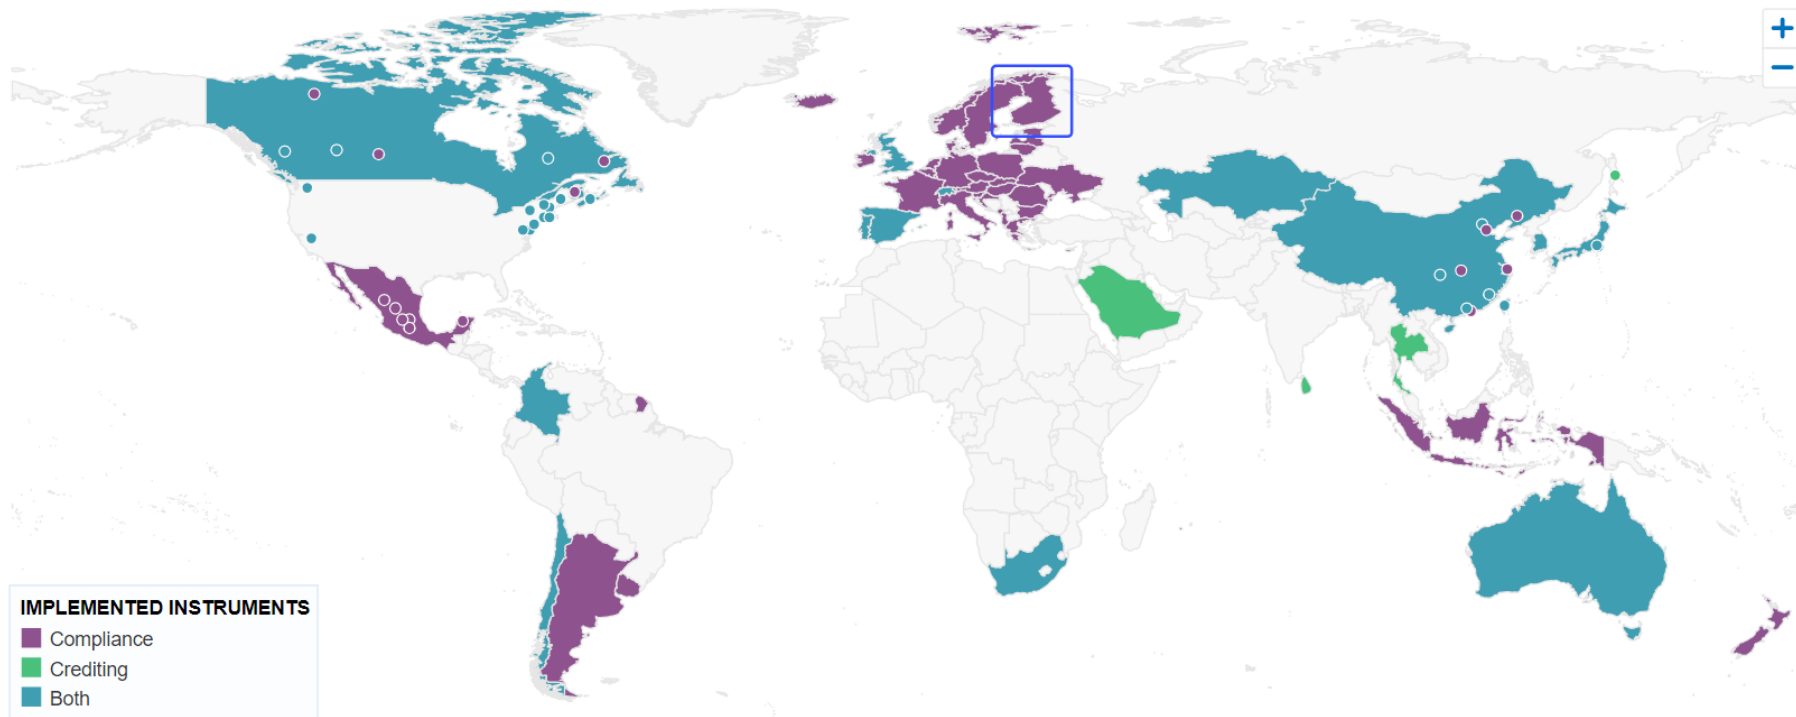 +
−
IMPLEMENTED INSTRUMENTS
Compliance
Crediting
Both